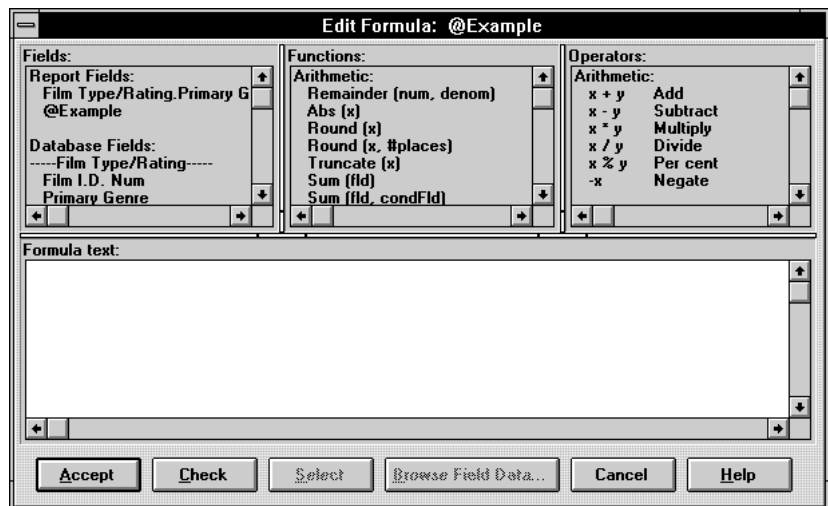 Edit Formula: @Example
Fields:
Report Fields:
Film Type/Rating.Primary G
@Example
Database Fields:
-----Film Type/Rating-----
Film I.D. Num
Primary Genre
Functions:
Arithmetic:
Remainder (num, denom)
Abs (x)
Round (x)
Round (x, #places)
Truncate (x)
Sum (fld)
Sum (fld, condFld)
Operators:
Arithmetic:
x + y Add
x - y Subtract
x * y Multiply
x / y Divide
x % y Per cent
-x Negate
Formula text:
Accept Check Select Browse Field Data... Cancel Help